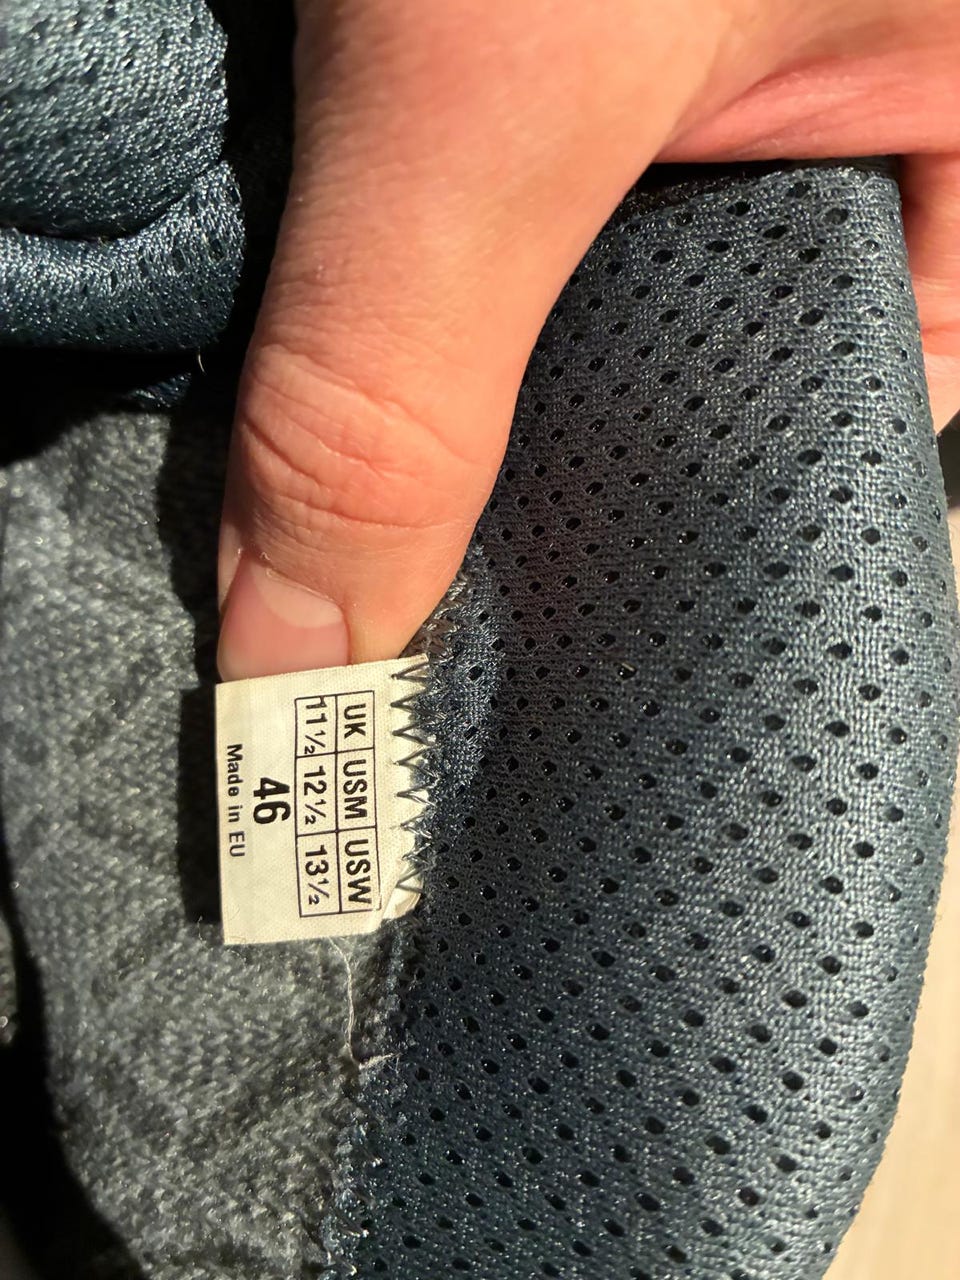 UK USM USW
11½ 12½ 13½
46
Made in EU